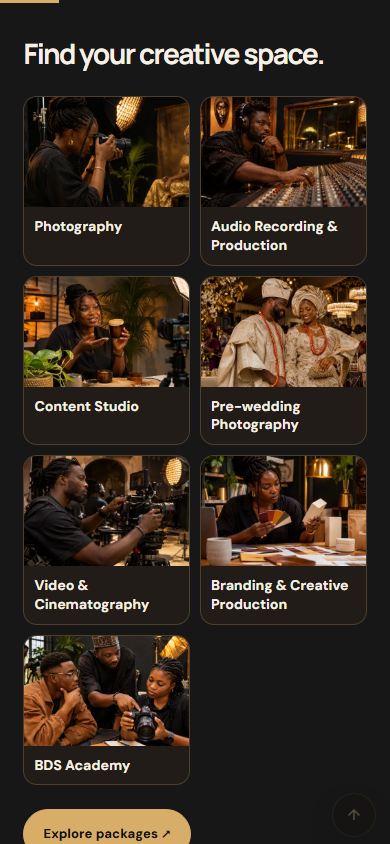 Find your creative space.
Photography
Audio Recording &
Production
Content Studio
Pre-wedding
Photography
Video &
Cinematography
Branding & Creative
Production
BDS Academy
Explore packages ↗